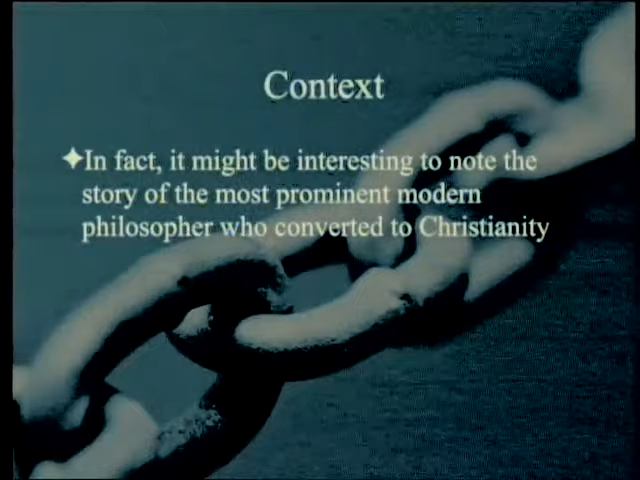 Context
✦In fact, it might be interesting to note the
story of the most prominent modern
philosopher who converted to Christianity